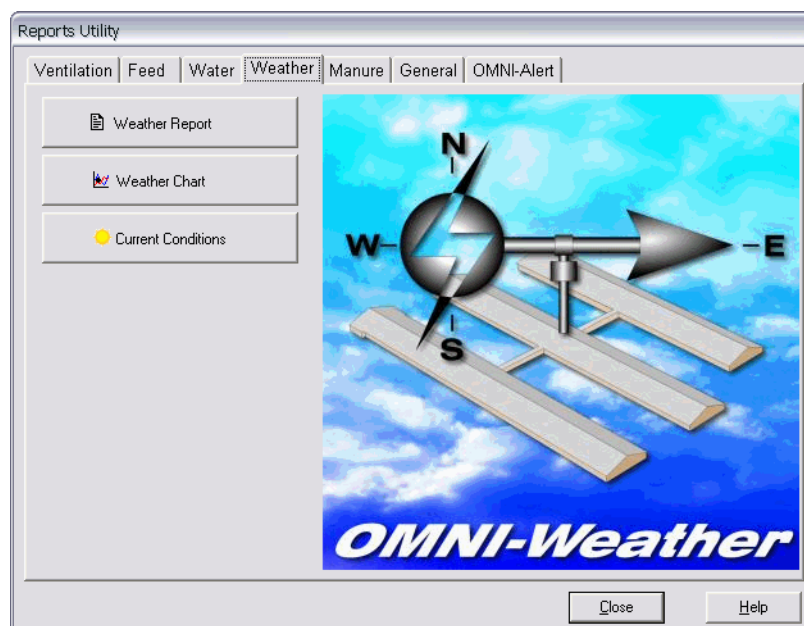 Reports Utility
Ventilation Feed Water Weather Manure General OMNI-Alert
Weather Report
Weather Chart
Current Conditions
N
W E
S
OMNI-Weather
Close Help